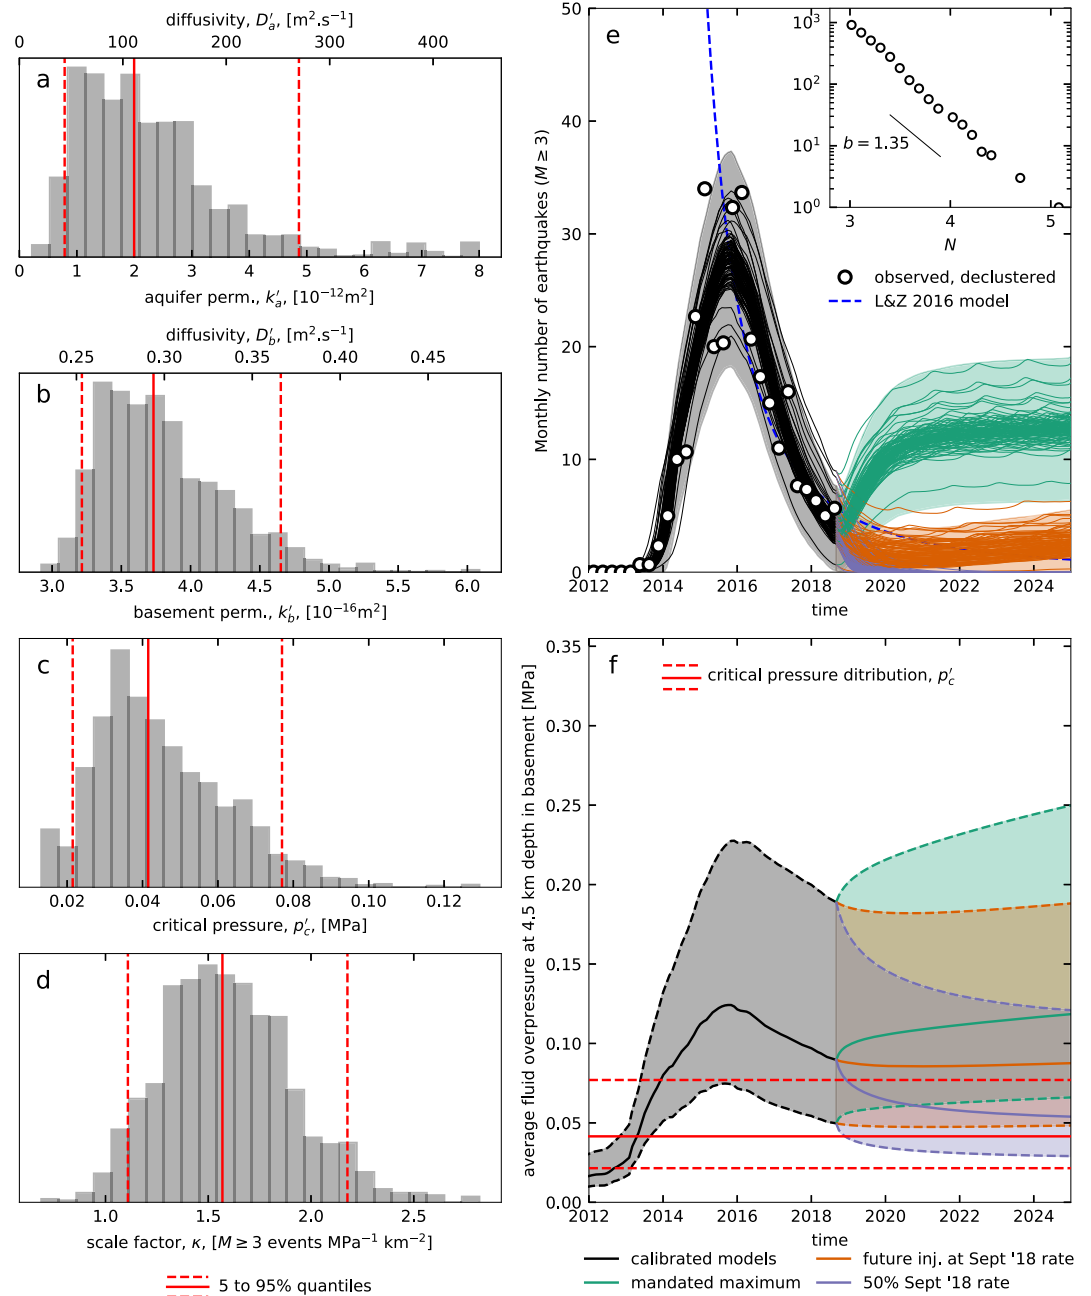 diffusivity, D′a, [m².s⁻¹]
0 100 200 300 400
a
1 2 3 4 5 6 7 8
aquifer perm., k′a, [10⁻¹²m²]
diffusivity, D′b, [m².s⁻¹]
0.25 0.30 0.35 0.40 0.45
b
3.0 3.5 4.0 4.5 5.0 5.5 6.0
basement perm., k′b, [10⁻¹⁶m²]
c
0.02 0.04 0.06 0.08 0.10 0.12
critical pressure, p′c, [MPa]
d
1.0 1.5 2.0 2.5
scale factor, κ, [M ≥ 3 events MPa⁻¹ km⁻²]
5 to 95% quantiles
e
Monthly number of earthquakes (M ≥ 3)
50
40
30
20
10
0
2012 2014 2016 2018 2020 2022 2024
time
10³
10²
10¹
10⁰
b = 1.35
3 4 5
N
observed, declustered
L&Z 2016 model
f
critical pressure ditribution, p′c
average fluid overpressure at 4.5 km depth in basement [MPa]
0.35
0.30
0.25
0.20
0.15
0.10
0.05
0.00
2012 2014 2016 2018 2020 2022 2024
time
calibrated models
mandated maximum
future inj. at Sept '18 rate
50% Sept '18 rate